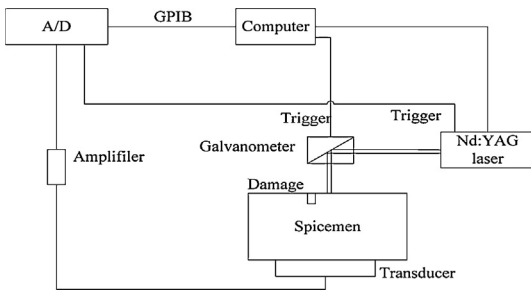 A/D
GPIB
Computer
Trigger
Trigger
Galvanometer
Nd:YAG
laser
Amplifiler
Damage
Spicemen
Transducer